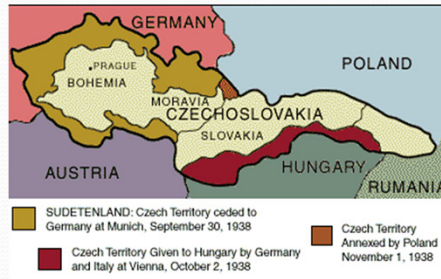 GERMANY
POLAND
PRAGUE
BOHEMIA
MORAVIA
CZECHOSLOVAKIA
SLOVAKIA
AUSTRIA
HUNGARY
RUMANIA
SUDETENLAND: Czech Territory ceded to
Germany at Munich, September 30, 1938
Czech Territory Given to Hungary by Germany
and Italy at Vienna, October 2, 1938
Czech Territory
Annexed by Poland
November 1, 1938